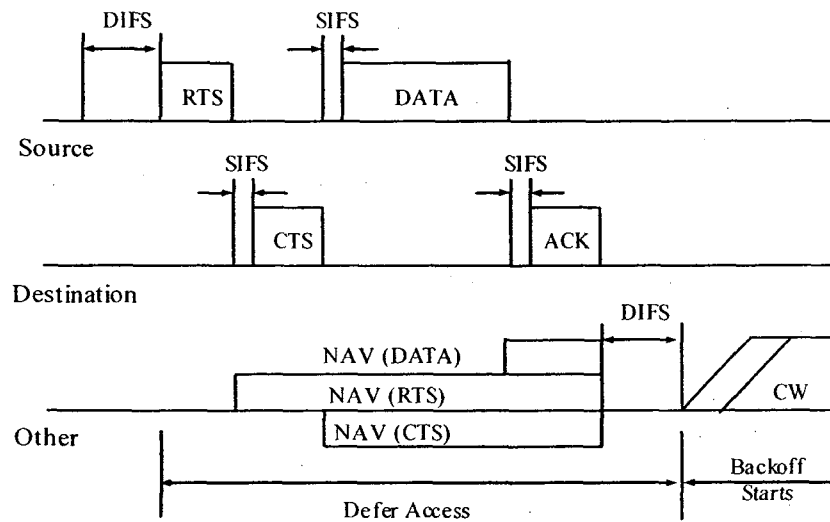 DIFS
SIFS
RTS
DATA
Source
SIFS
SIFS
CTS
ACK
Destination
DIFS
NAV (DATA)
NAV (RTS)
CW
NAV (CTS)
Other
Backoff
Starts
Defer Access